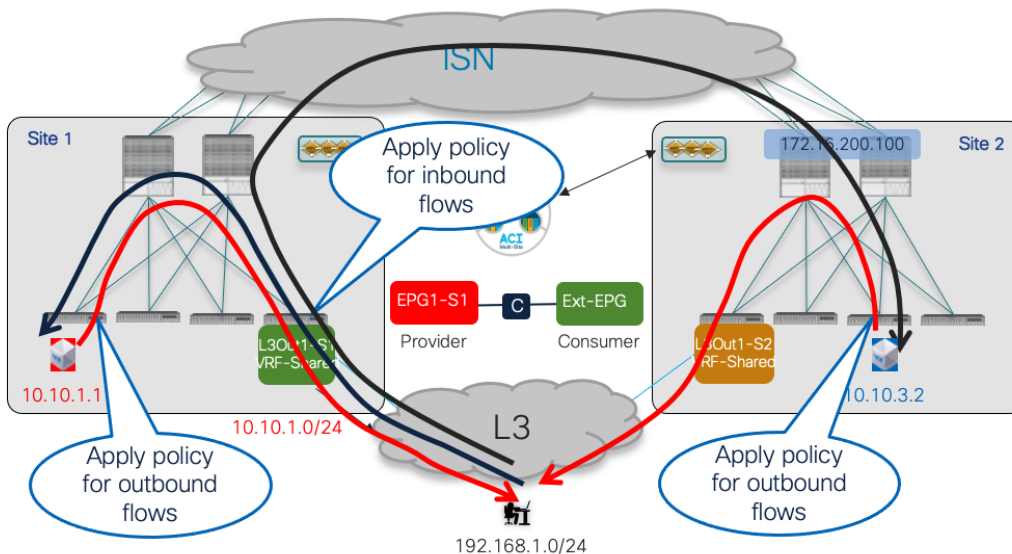 ISN
Site 1
Site 2
172.16.200.100
Apply policy
for inbound
flows
ACI
Multi-Site
EPG1-S1
C
Ext-EPG
Provider
Consumer
L3Out1-S1
VRF-Shared
L3Out1-S2
VRF-Shared
10.10.1.1
10.10.3.2
10.10.1.0/24
L3
Apply policy
for outbound
flows
Apply policy
for outbound
flows
192.168.1.0/24